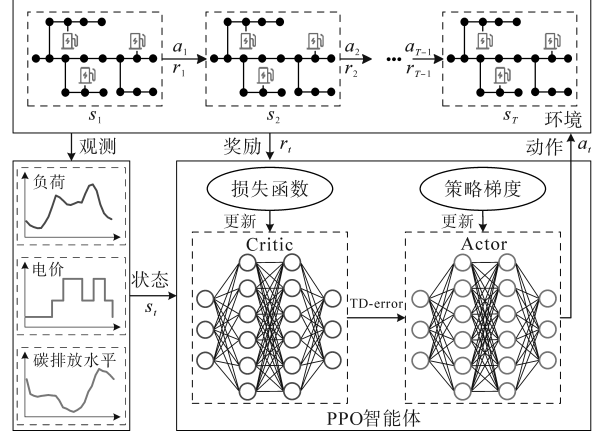 a₁
r₁
a₂
r₂
...
a_{T-1}
r_{T-1}
s₁
s₂
s_T
环境
观测
奖励 r_t
动作 a_t
负荷
电价
碳排放水平
状态
s_t
损失函数
策略梯度
更新
更新
Critic
Actor
TD-error
PPO智能体